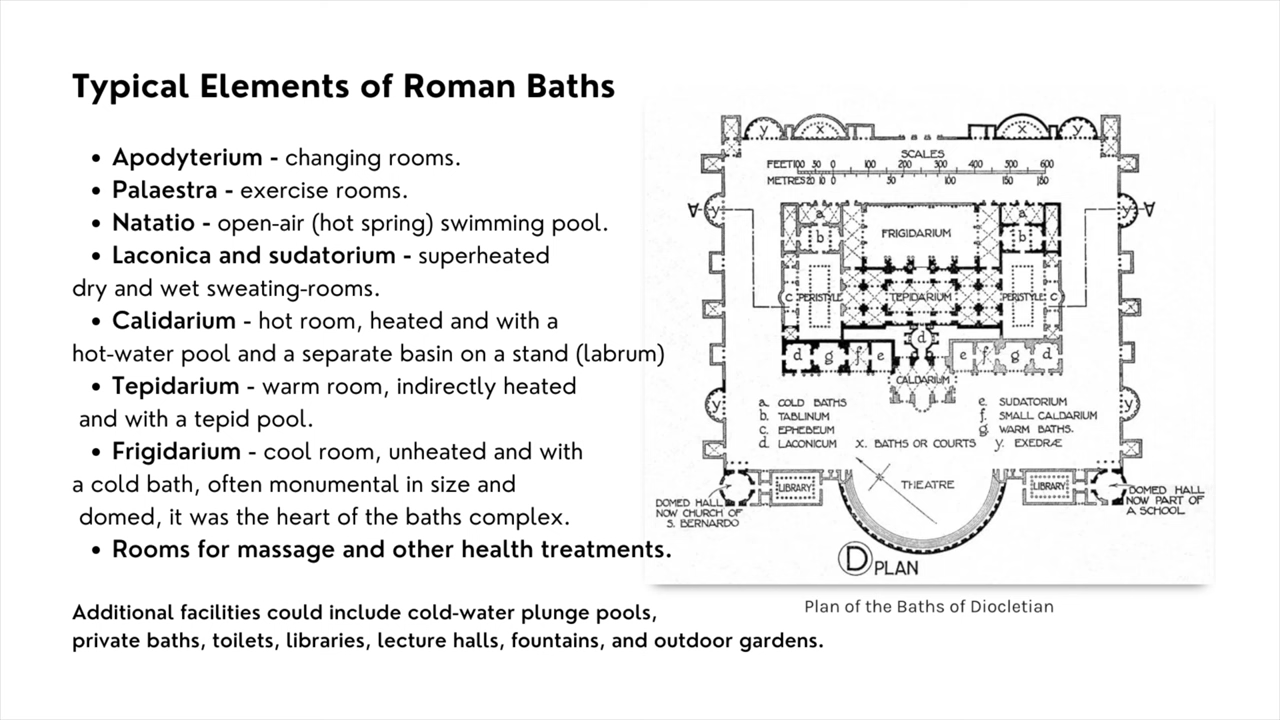 Typical Elements of Roman Baths
• Apodyterium - changing rooms.
• Palaestra - exercise rooms.
• Natatio - open-air (hot spring) swimming pool.
• Laconica and sudatorium - superheated
dry and wet sweating-rooms.
• Calidarium - hot room, heated and with a
hot-water pool and a separate basin on a stand (labrum)
• Tepidarium - warm room, indirectly heated
and with a tepid pool.
• Frigidarium - cool room, unheated and with
a cold bath, often monumental in size and
domed, it was the heart of the baths complex.
• Rooms for massage and other health treatments.
Additional facilities could include cold-water plunge pools,
private baths, toilets, libraries, lecture halls, fountains, and outdoor gardens.
y x x y
SCALES
FEET 100 50 0 100 200 300 400 500 600
METRES 20 10 0 50 100 150 180
A y y A
a FRIGIDARIUM a
b b
C PERISTYLE TEPIDARIUM PERISTYLE C
d
d g f e e f g d
CALDARIUM
y y
a. COLD BATHS
b. TABLINUM
c. EPHEBEUM
d. LACONICUM
e. SUDATORIUM
f. SMALL CALDARIUM
g. WARM BATHS.
x. BATHS OR COURTS y. EXEDRÆ
THEATRE
LIBRARY LIBRARY
DOMED HALL
NOW CHURCH OF
S. BERNARDO
DOMED HALL
NOW PART OF
A SCHOOL
D PLAN
Plan of the Baths of Diocletian